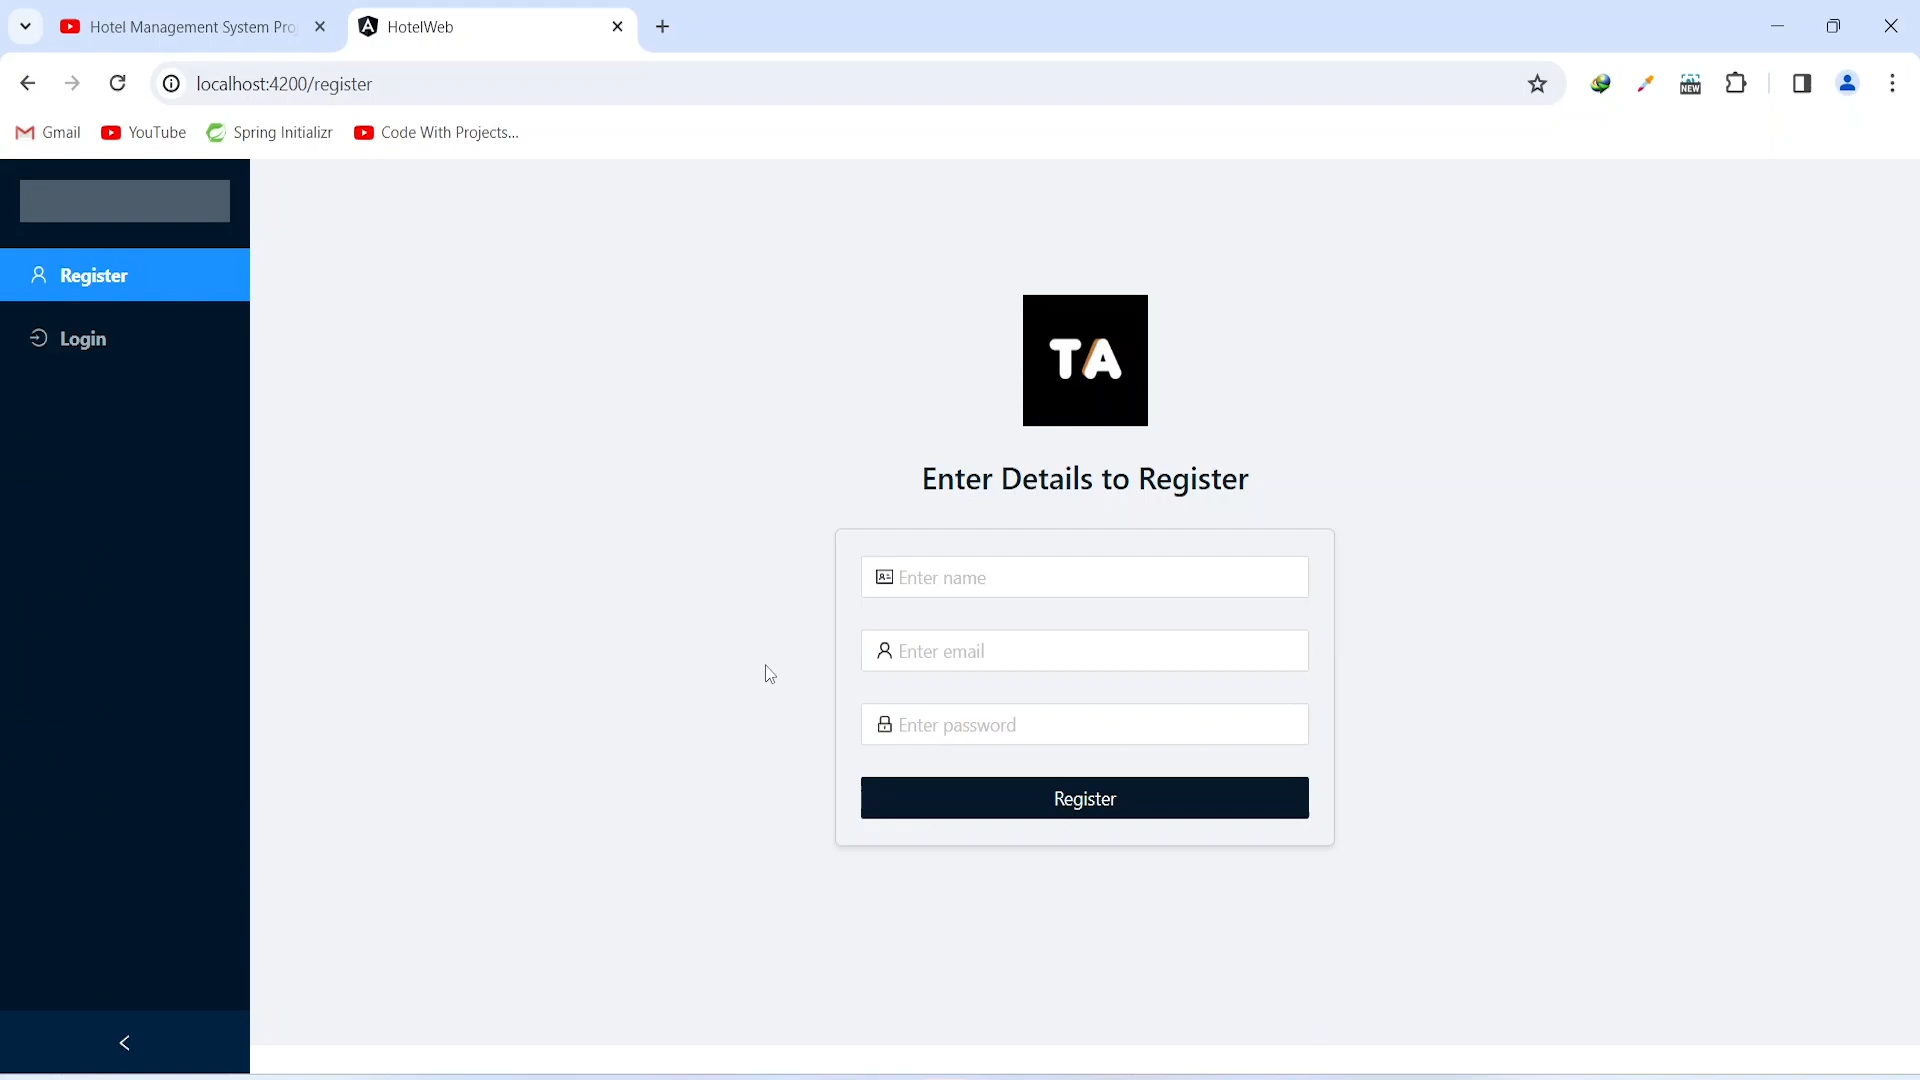 Hotel Management System Pro
HotelWeb
localhost:4200/register
Gmail
YouTube
Spring Initializr
Code With Projects...
NEW
Register
Login
TA
Enter Details to Register
Enter name
Enter email
Enter password
Register